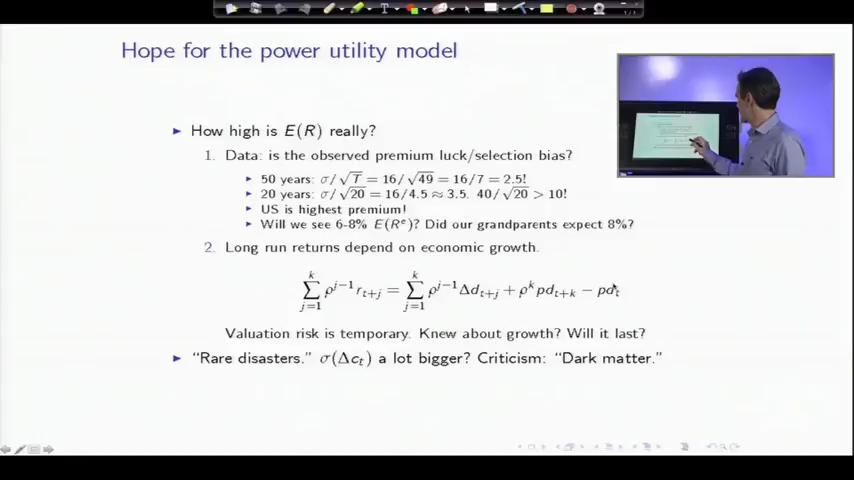 Hope for the power utility model
How high is E(R) really?
1. Data: is the observed premium luck/selection bias?
50 years: σ/√T = 16/√49 = 16/7 = 2.5!
20 years: σ/√20 = 16/4.5 ≈ 3.5. 40/√20 > 10!
US is highest premium!
Will we see 6-8% E(Rᵉ)? Did our grandparents expect 8%?
2. Long run returns depend on economic growth.
∑_{j=1}^{k} ρ^{j−1} r_{t+j} = ∑_{j=1}^{k} ρ^{j−1} Δd_{t+j} + ρ^k pd_{t+k} − pd_t
Valuation risk is temporary. Knew about growth? Will it last?
"Rare disasters." σ(Δc_t) a lot bigger? Criticism: "Dark matter."